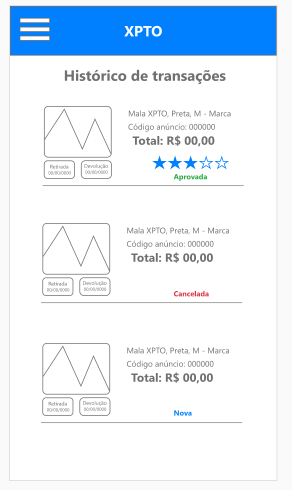 XPTO
Histórico de transações
Mala XPTO, Preta, M - Marca
Código anúncio: 000000
Total: R$ 00,00
Retirada
00/00/0000
Devolução
00/00/0000
Aprovada
Mala XPTO, Preta, M - Marca
Código anúncio: 000000
Total: R$ 00,00
Retirada
00/00/0000
Devolução
00/00/0000
Cancelada
Mala XPTO, Preta, M - Marca
Código anúncio: 000000
Total: R$ 00,00
Retirada
00/00/0000
Devolução
00/00/0000
Nova